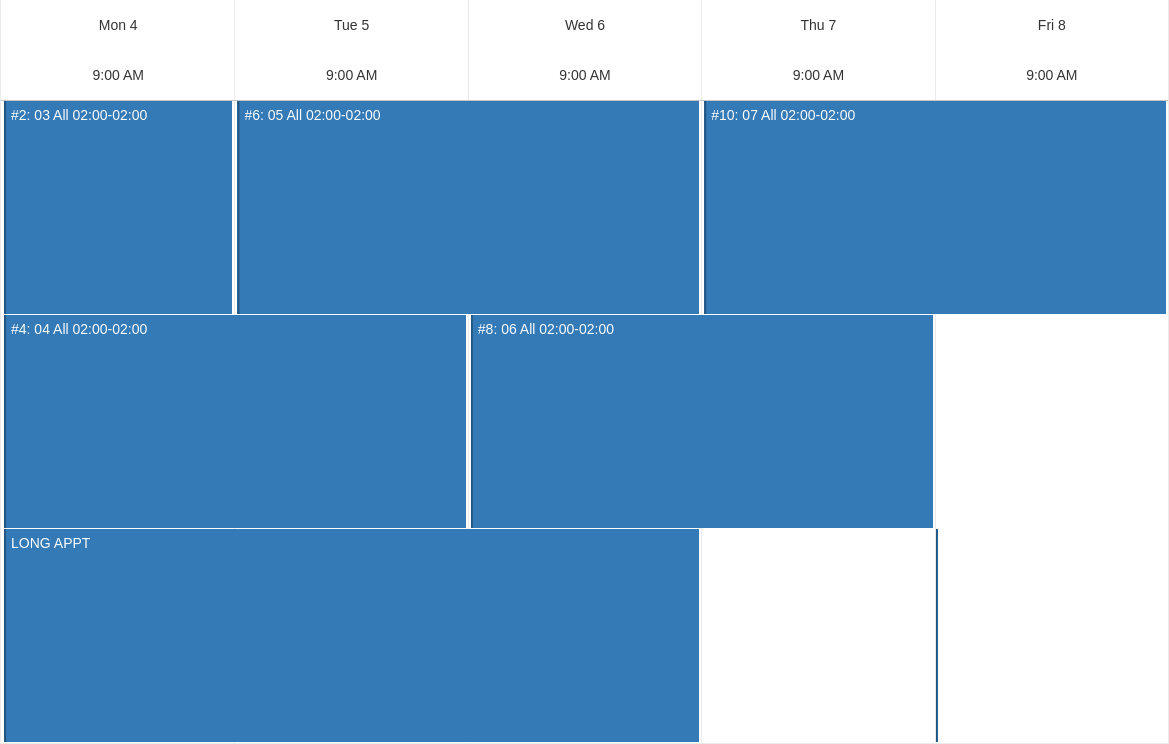 Mon 4
Tue 5
Wed 6
Thu 7
Fri 8
9:00 AM
9:00 AM
9:00 AM
9:00 AM
9:00 AM
#2: 03 All 02:00-02:00
#6: 05 All 02:00-02:00
#10: 07 All 02:00-02:00
#4: 04 All 02:00-02:00
#8: 06 All 02:00-02:00
LONG APPT